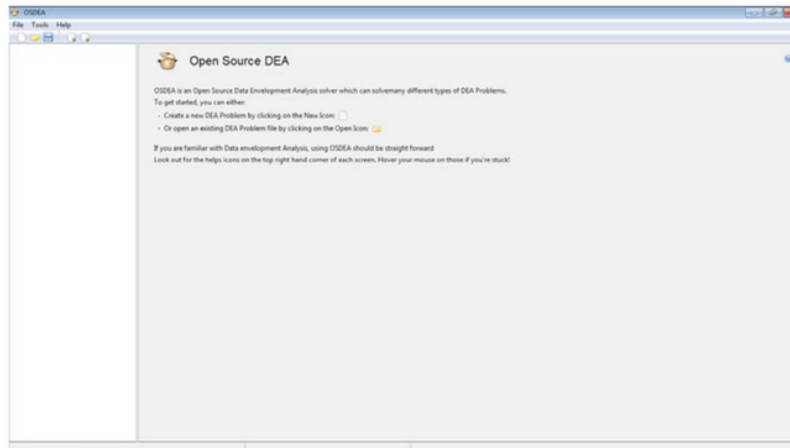 OSDEA
File Tools Help
Open Source DEA
OSDEA is an Open Source Data Envelopment Analysis solver which can solvemany different types of DEA Problems.
To get started, you can either:
- Create a new DEA Problem by clicking on the New Icon:
- Or open an existing DEA Problem file by clicking on the Open Icon:
If you are familiar with Data envelopment Analysis, using OSDEA should be straight forward
Look out for the helps icons on the top right hand corner of each screen. Hover your mouse on those if you're stuck!